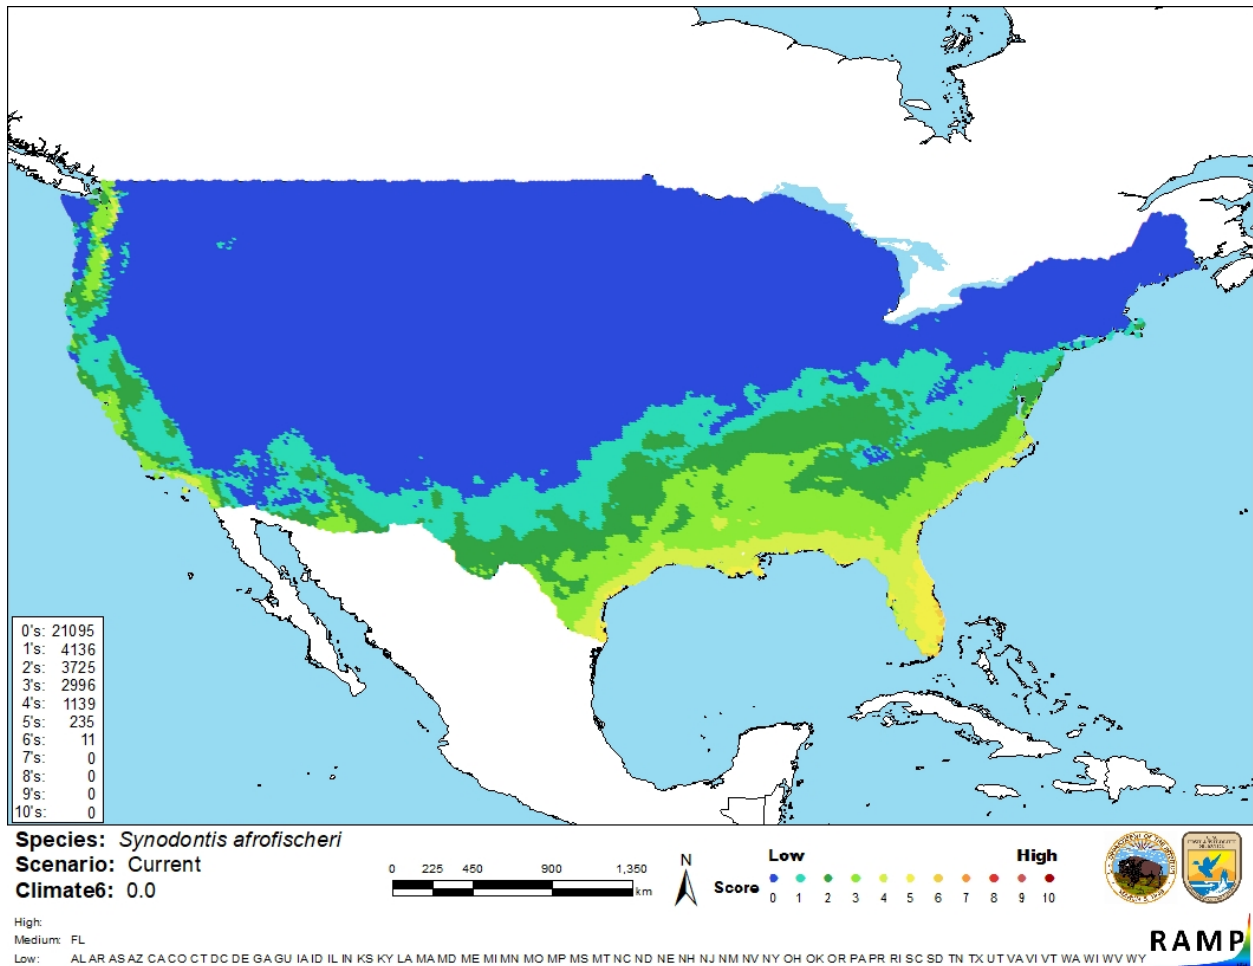 0's: 21095
1's: 4136
2's: 3725
3's: 2996
4's: 1139
5's: 235
6's: 11
7's: 0
8's: 0
9's: 0
10's: 0
Species: Synodontis afrofischeri
Scenario: Current
Climate6: 0.0
0 225 450 900 1,350
km
N
Low High
Score
0 1 2 3 4 5 6 7 8 9 10
High:
Medium: FL
Low: AL AR AS AZ CA CO CT DC DE GA GU IA ID IL IN KS KY LA MA MD ME MI MN MO MP MS MT NC ND NE NH NJ NM NV NY OH OK OR PA PR RI SC SD TN TX UT VA VI VT WA WI WV WY
RAMP